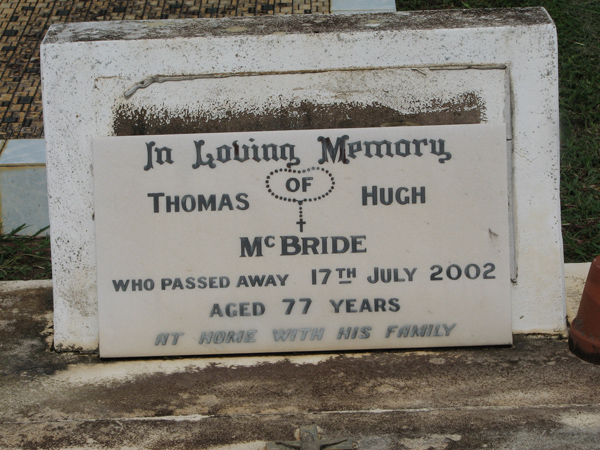 In Loving Memory
OF
THOMAS HUGH
McBRIDE
WHO PASSED AWAY 17TH JULY 2002
AGED 77 YEARS
AT HOME WITH HIS FAMILY